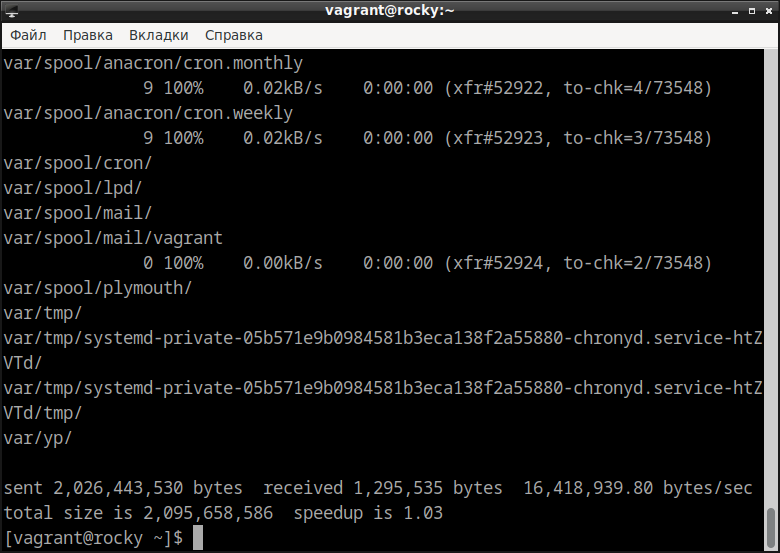 vagrant@rocky:~
Файл Правка Вкладки Справка
var/spool/anacron/cron.monthly
              9 100%    0.02kB/s    0:00:00 (xfr#52922, to-chk=4/73548)
var/spool/anacron/cron.weekly
              9 100%    0.02kB/s    0:00:00 (xfr#52923, to-chk=3/73548)
var/spool/cron/
var/spool/lpd/
var/spool/mail/
var/spool/mail/vagrant
              0 100%    0.00kB/s    0:00:00 (xfr#52924, to-chk=2/73548)
var/spool/plymouth/
var/tmp/
var/tmp/systemd-private-05b571e9b0984581b3eca138f2a55880-chronyd.service-htZ
VTd/
var/tmp/systemd-private-05b571e9b0984581b3eca138f2a55880-chronyd.service-htZ
VTd/tmp/
var/yp/

sent 2,026,443,530 bytes  received 1,295,535 bytes  16,418,939.80 bytes/sec
total size is 2,095,658,586  speedup is 1.03
[vagrant@rocky ~]$